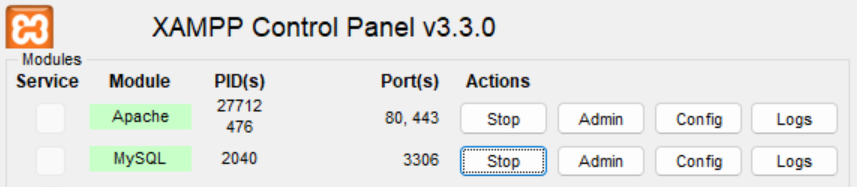 XAMPP Control Panel v3.3.0
Modules
Service Module PID(s) Port(s) Actions
Apache 27712 476 80, 443 Stop Admin Config Logs
MySQL 2040 3306 Stop Admin Config Logs